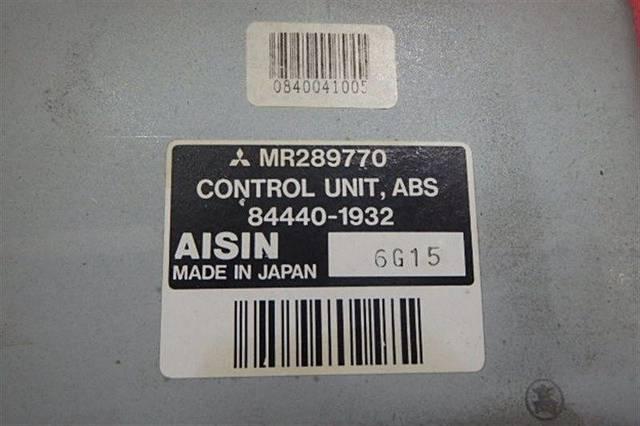 0840041005
MR289770
CONTROL UNIT, ABS
84440-1932
AISIN
6G15
MADE IN JAPAN